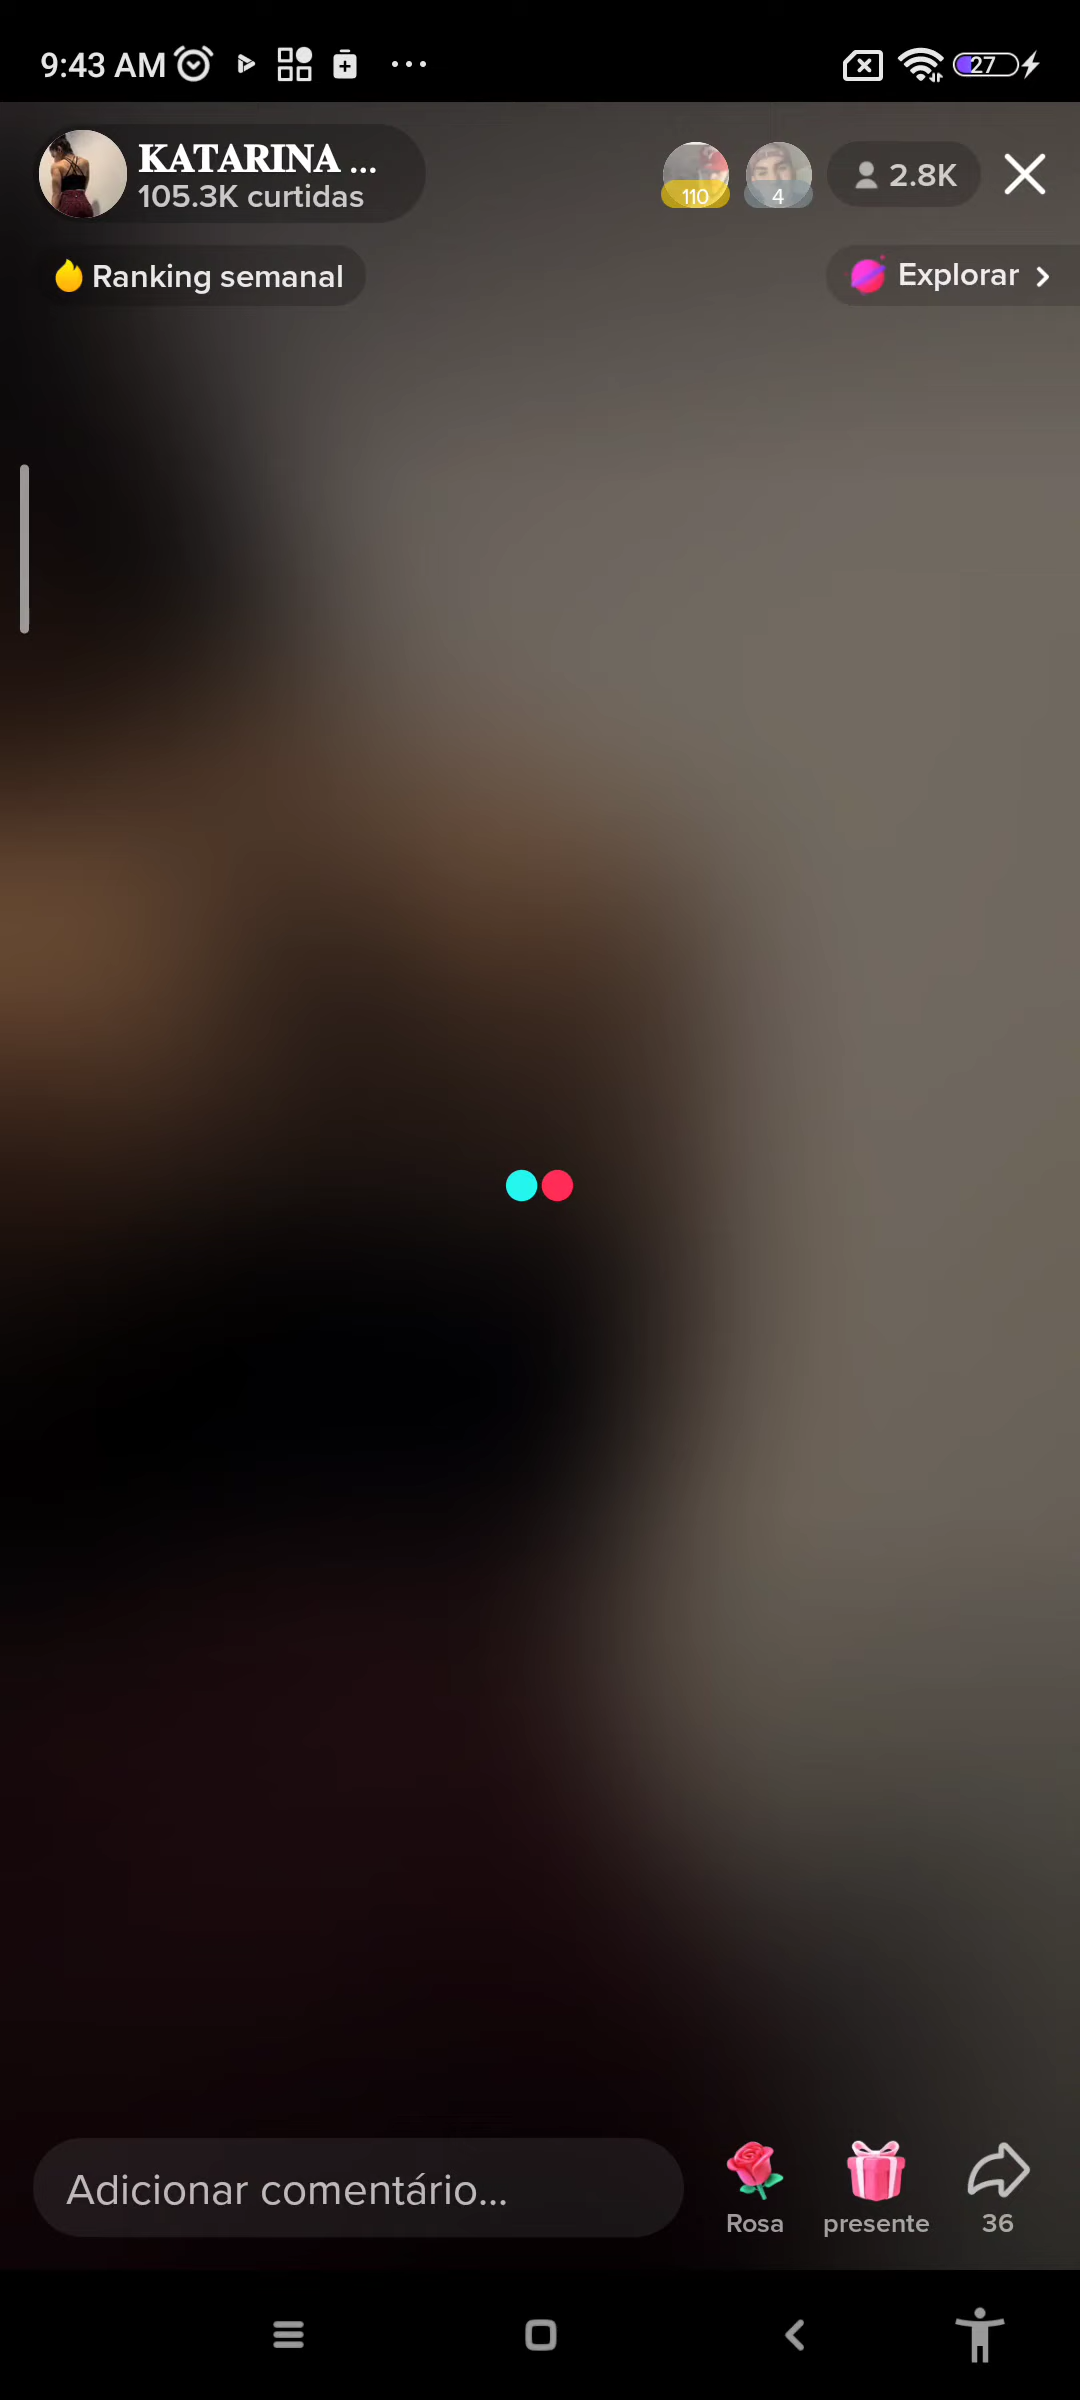 9:43 AM
27
KATARINA ...
105.3K curtidas
110
4
2.8K
Ranking semanal
Explorar
Adicionar comentário...
Rosa
presente
36